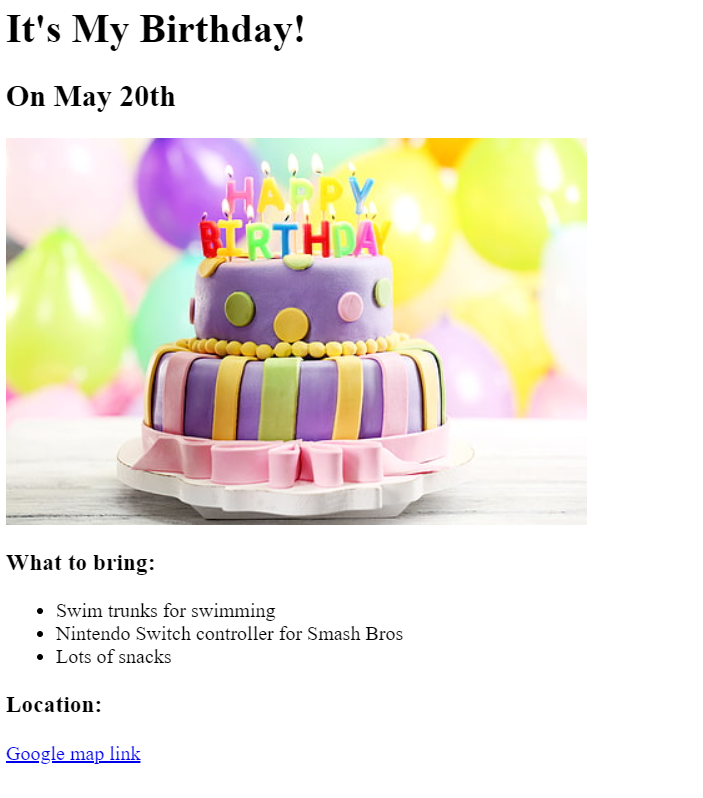 It's My Birthday!
On May 20th
HAPPY
BIRTHDAY
What to bring:
Swim trunks for swimming
Nintendo Switch controller for Smash Bros
Lots of snacks
Location:
Google map link